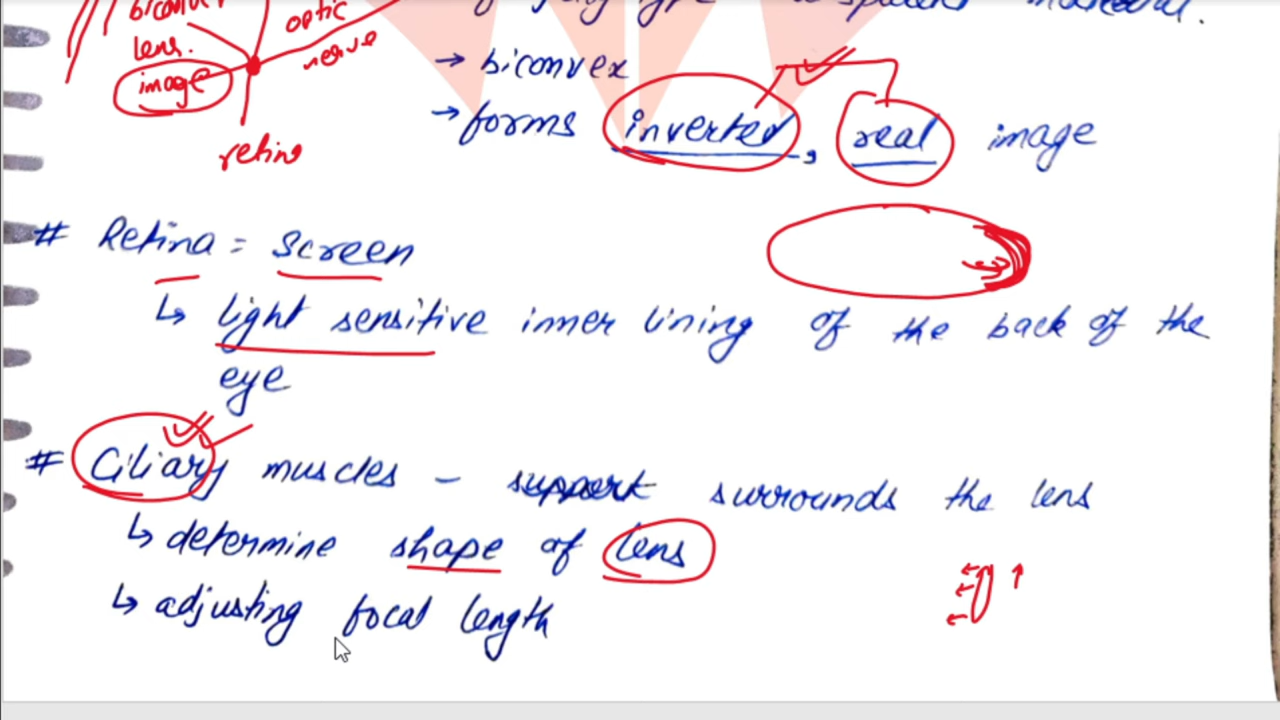 biconvex
lens.
image
optic
nerve
retina
→ biconvex
→ forms inverted, real image
# Retina = Screen
↳ light sensitive inner lining of the back of the
eye
# Ciliary muscles - support surrounds the lens
↳ determine shape of lens
↳ adjusting focal length